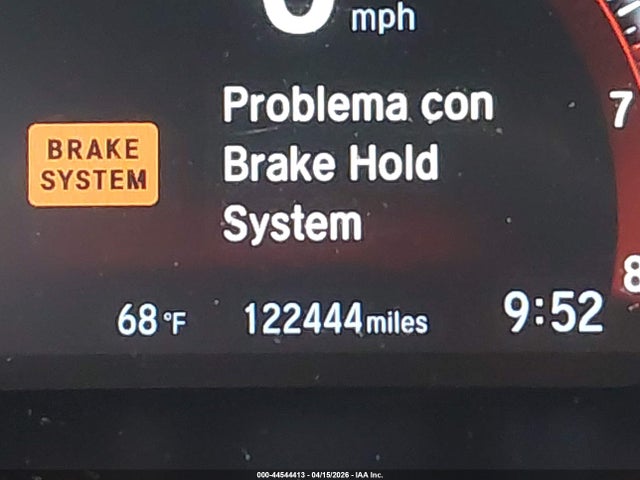 0 mph
Problema con
Brake Hold
System
BRAKE
SYSTEM
7
8
68 °F 122444 miles 9:52
000-44544413 - 04/15/2026 - IAA Inc.